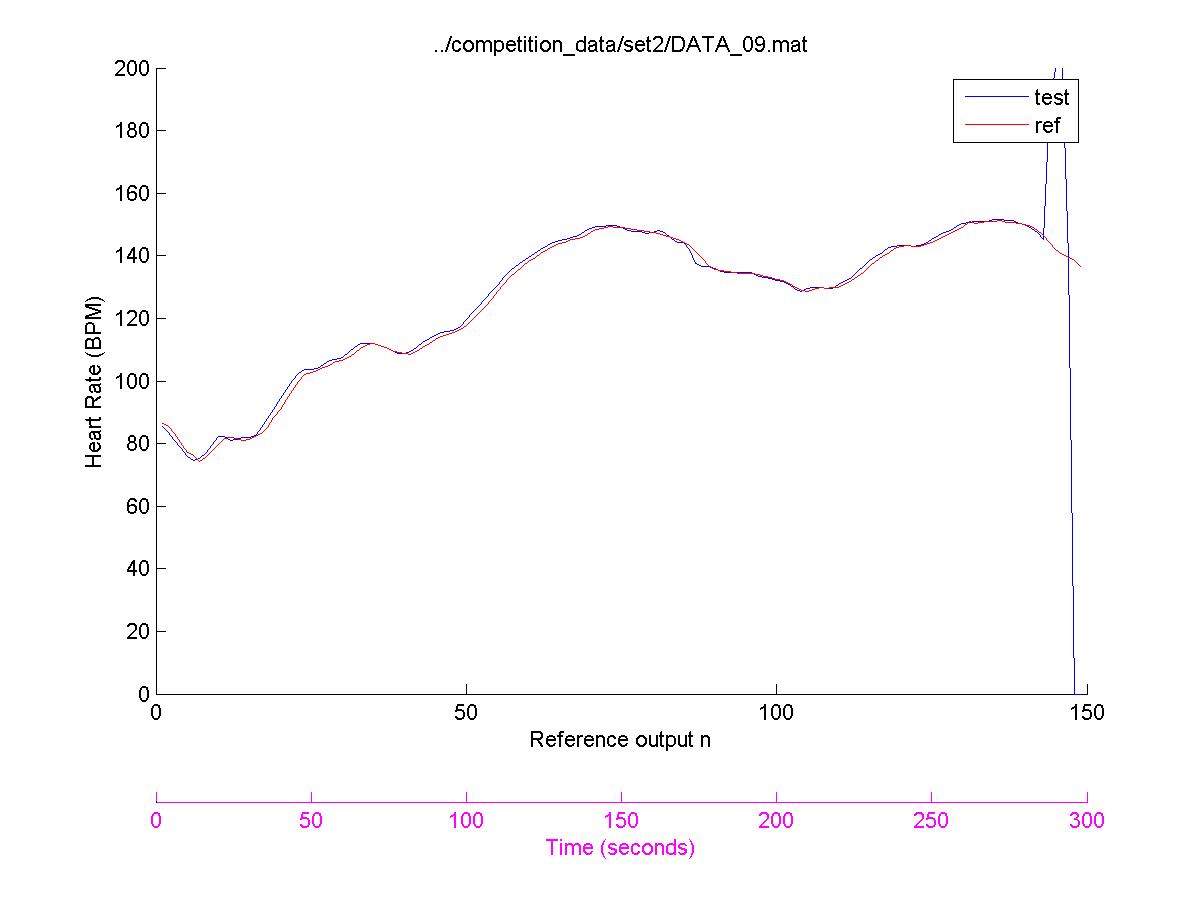 ../competition_data/set2/DATA_09.mat
200
180
160
140
120
100
80
60
40
20
0
Heart Rate (BPM)
test
ref
0 50 100 150
Reference output n
0 50 100 150 200 250 300
Time (seconds)